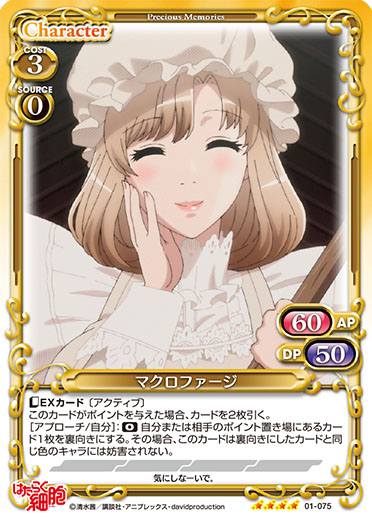 Precious Memories
Character
COST
3
SOURCE
0
60 AP
DP 50
マクロファージ
EXカード〔アクティブ〕
このカードがポイントを与えた場合、カードを2枚引く。
［アプローチ/自分］：0 自分または相手のポイント置き場にあるカー
ド1枚を裏向きにする。その場合、このカードは裏向きにしたカードと同
じ色のキャラには妨害されない。
気にしなーいで。
はたらく
細胞
★★★★ 01-075
©清水茜／講談社・アニプレックス・davidproduction